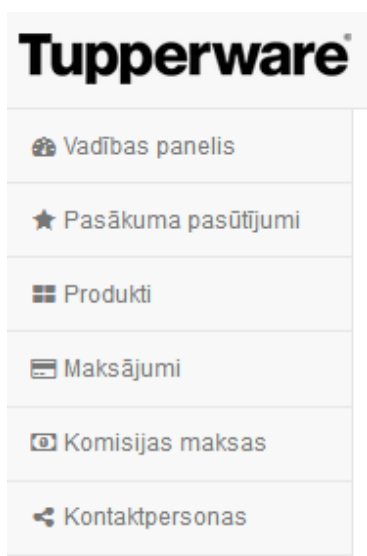 Tupperware
Vadības panelis
Pasākuma pasūtījumi
Produkti
Maksājumi
Komisijas maksas
Kontaktpersonas